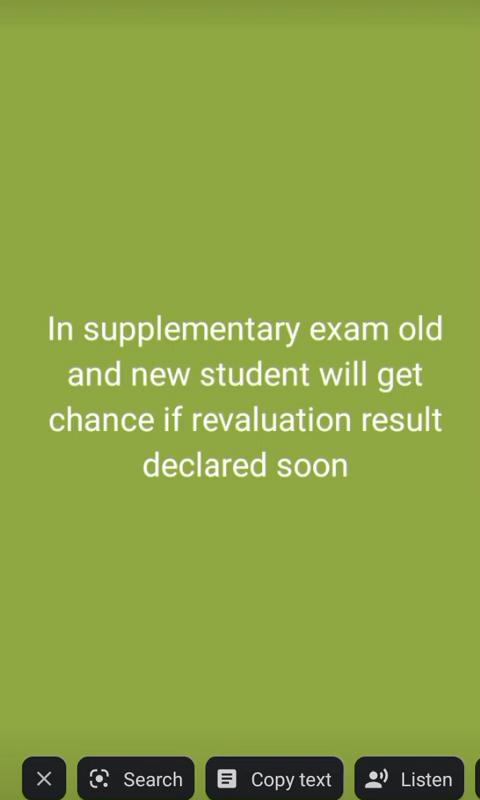 In supplementary exam old
and new student will get
chance if revaluation result
declared soon
Search
Copy text
Listen